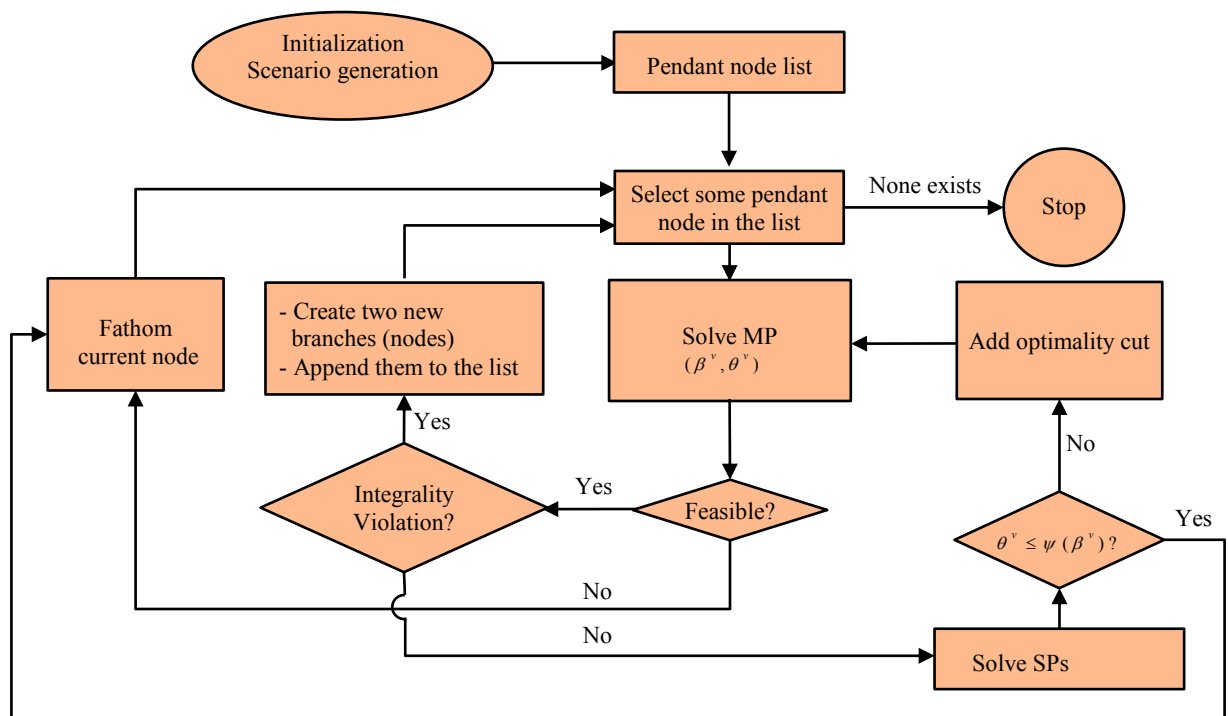 Initialization
Scenario generation
Pendant node list
Select some pendant
node in the list
None exists
Stop
Fathom
current node
- Create two new
branches (nodes)
- Append them to the list
Solve MP
(β^ν, θ^ν)
Add optimality cut
Yes
No
Integrality
Violation?
Yes
Feasible?
θ^ν ≤ ψ (β^ν) ?
Yes
No
No
Solve SPs